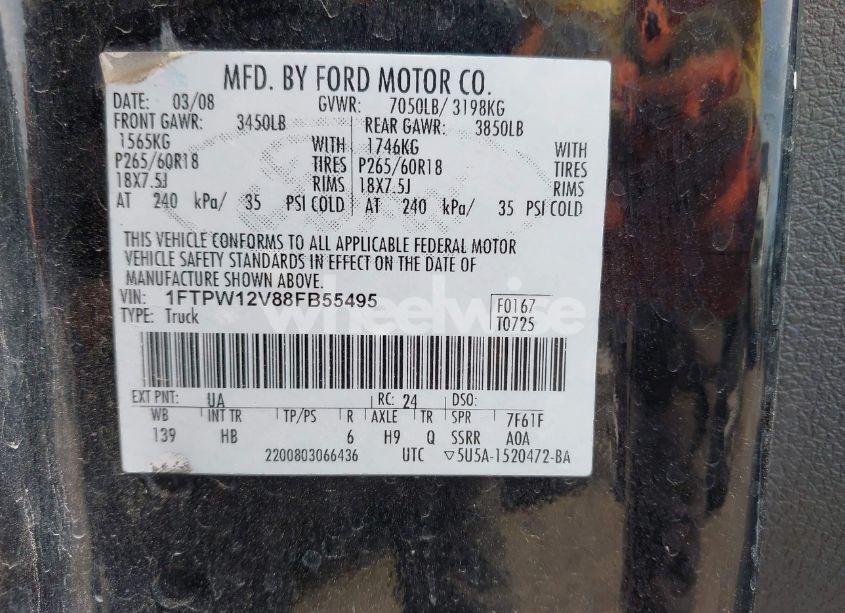 MFD. BY FORD MOTOR CO.
DATE: 03/08 GVWR: 7050LB/ 3198KG
FRONT GAWR: 3450LB REAR GAWR: 3850LB
1565KG WITH 1746KG WITH
P265/60R18 TIRES P265/60R18 TIRES
18X7.5J RIMS 18X7.5J RIMS
AT 240 kPa/ 35 PSI COLD AT 240 kPa/ 35 PSI COLD
THIS VEHICLE CONFORMS TO ALL APPLICABLE FEDERAL MOTOR
VEHICLE SAFETY STANDARDS IN EFFECT ON THE DATE OF
MANUFACTURE SHOWN ABOVE.
VIN: 1FTPW12V88FB55495 F0167
TYPE: Truck T0725
wheelwise
EXT PNT: UA RC: 24 DSO:
WB INT TR TP/PS R AXLE TR SPR 7F61F
139 HB 6 H9 Q SSRR AOA
2200803066436 UTC ▽5U5A-1520472-BA